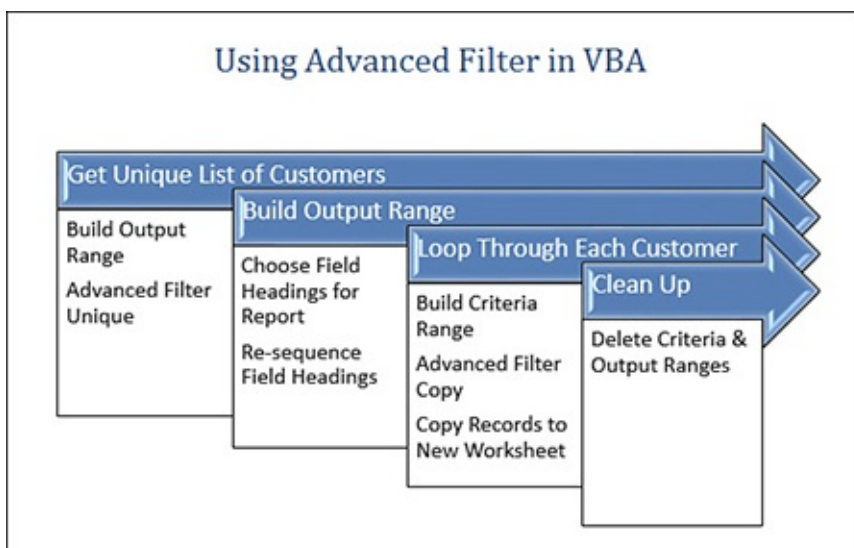 Using Advanced Filter in VBA
Get Unique List of Customers
Build Output
Range
Advanced Filter
Unique
Build Output Range
Choose Field
Headings for
Report
Re-sequence
Field Headings
Loop Through Each Customer
Build Criteria
Range
Advanced Filter
Copy
Copy Records to
New Worksheet
Clean Up
Delete Criteria &
Output Ranges